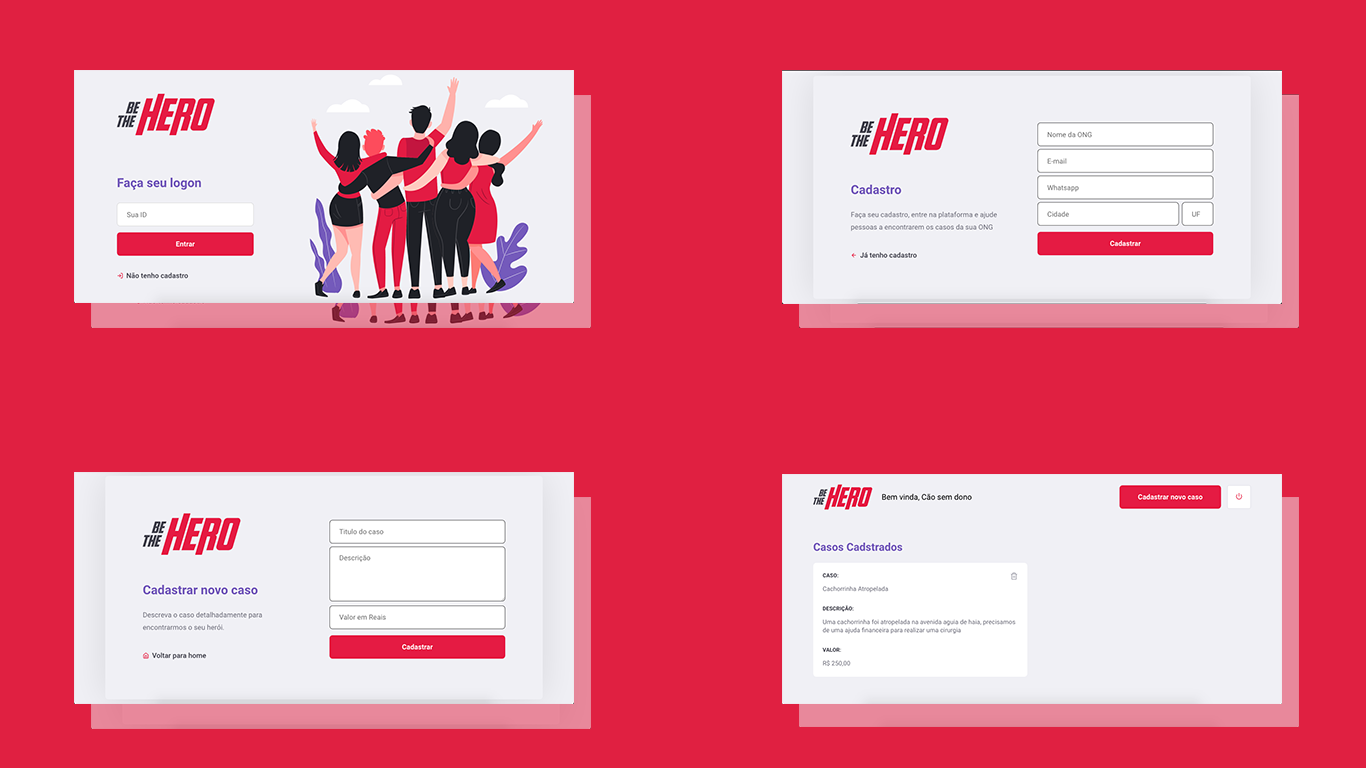 BE
THE HERO
Faça seu logon
Sua ID
Entrar
Não tenho cadastro
BE
THE HERO
Cadastro
Faça seu cadastro, entre na plataforma e ajude
pessoas a encontrarem os casos da sua ONG
Já tenho cadastro
Nome da ONG
E-mail
Whatsapp
Cidade UF
Cadastrar
BE
THE HERO
Cadastrar novo caso
Descreva o caso detalhadamente para
encontrarmos o seu herói.
Voltar para home
Titulo do caso
Descrição
Valor em Reais
Cadastrar
BE
THE HERO
Bem vinda, Cão sem dono
Cadastrar novo caso
Casos Cadstrados
CASO:
Cachorrinha Atropelada
DESCRIÇÃO:
Uma cachorrinha foi atropelada na avenida aguia de haia, precisamos
de uma ajuda financeira para realizar uma cirurgia
VALOR:
R$ 250,00